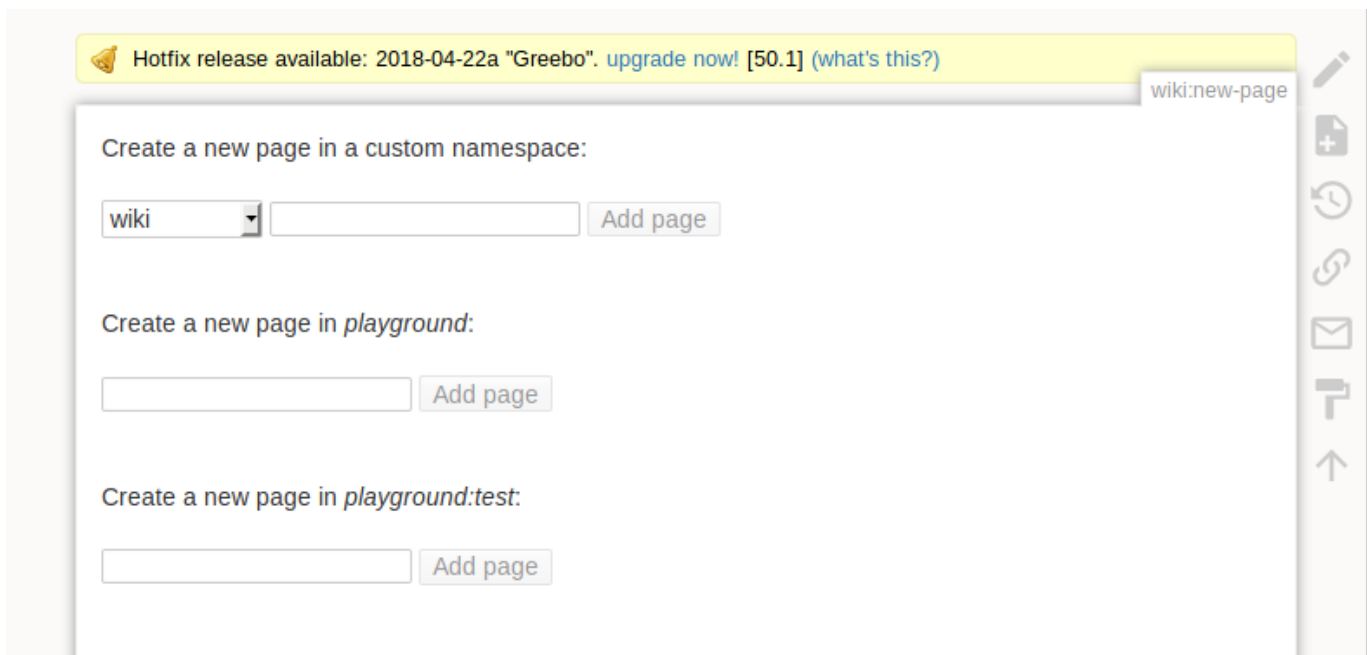 Hotfix release available: 2018-04-22a "Greebo". upgrade now! [50.1] (what's this?)
wiki:new-page
Create a new page in a custom namespace:
wiki Add page
Create a new page in playground:
Add page
Create a new page in playground:test:
Add page